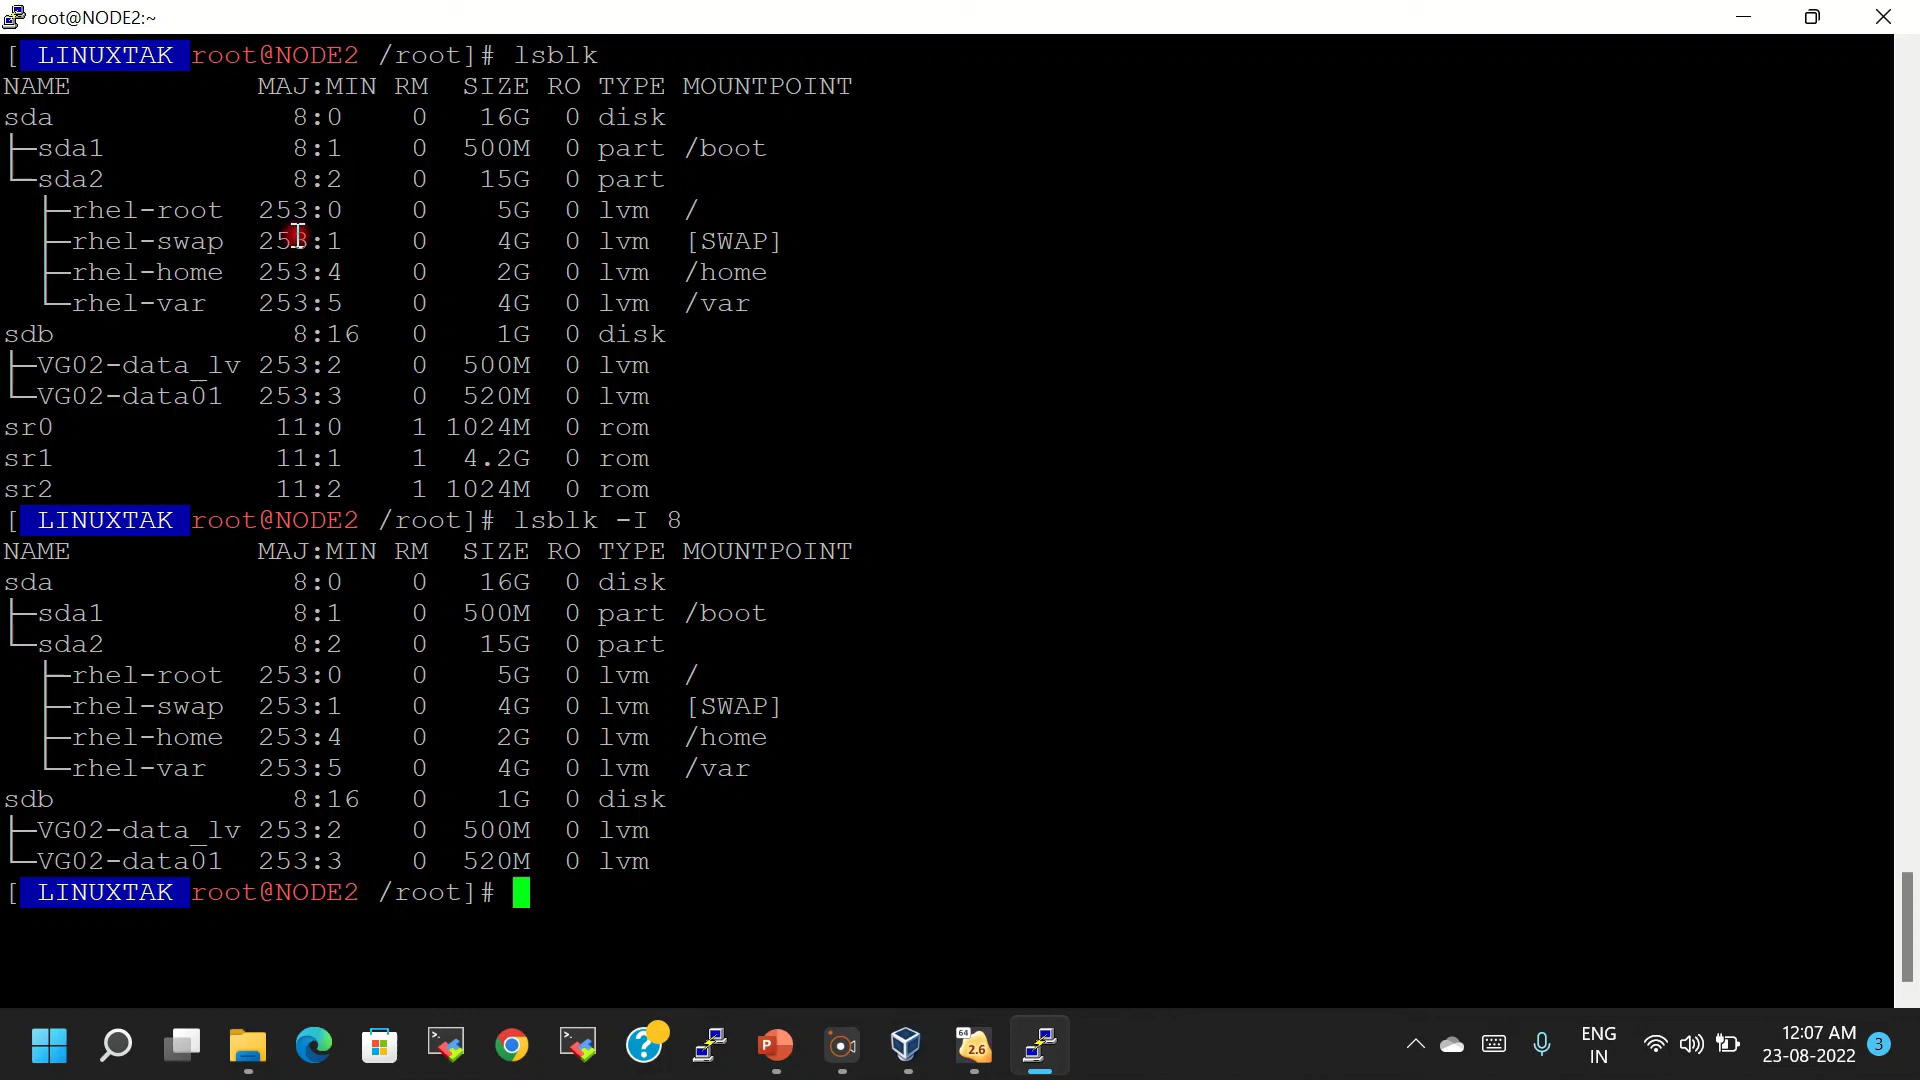 root@NODE2:~
[ LINUXTAK root@NODE2 /root]# lsblk
NAME MAJ:MIN RM SIZE RO TYPE MOUNTPOINT
sda 8:0 0 16G 0 disk
├─sda1 8:1 0 500M 0 part /boot
└─sda2 8:2 0 15G 0 part
├─rhel-root 253:0 0 5G 0 lvm /
├─rhel-swap 253:1 0 4G 0 lvm [SWAP]
├─rhel-home 253:4 0 2G 0 lvm /home
└─rhel-var 253:5 0 4G 0 lvm /var
sdb 8:16 0 1G 0 disk
├─VG02-data_lv 253:2 0 500M 0 lvm
└─VG02-data01 253:3 0 520M 0 lvm
sr0 11:0 1 1024M 0 rom
sr1 11:1 1 4.2G 0 rom
sr2 11:2 1 1024M 0 rom
[ LINUXTAK root@NODE2 /root]# lsblk -I 8
NAME MAJ:MIN RM SIZE RO TYPE MOUNTPOINT
sda 8:0 0 16G 0 disk
├─sda1 8:1 0 500M 0 part /boot
└─sda2 8:2 0 15G 0 part
├─rhel-root 253:0 0 5G 0 lvm /
├─rhel-swap 253:1 0 4G 0 lvm [SWAP]
├─rhel-home 253:4 0 2G 0 lvm /home
└─rhel-var 253:5 0 4G 0 lvm /var
sdb 8:16 0 1G 0 disk
├─VG02-data_lv 253:2 0 500M 0 lvm
└─VG02-data01 253:3 0 520M 0 lvm
[ LINUXTAK root@NODE2 /root]#
64
2.6
ENG
IN
12:07 AM
23-08-2022
3